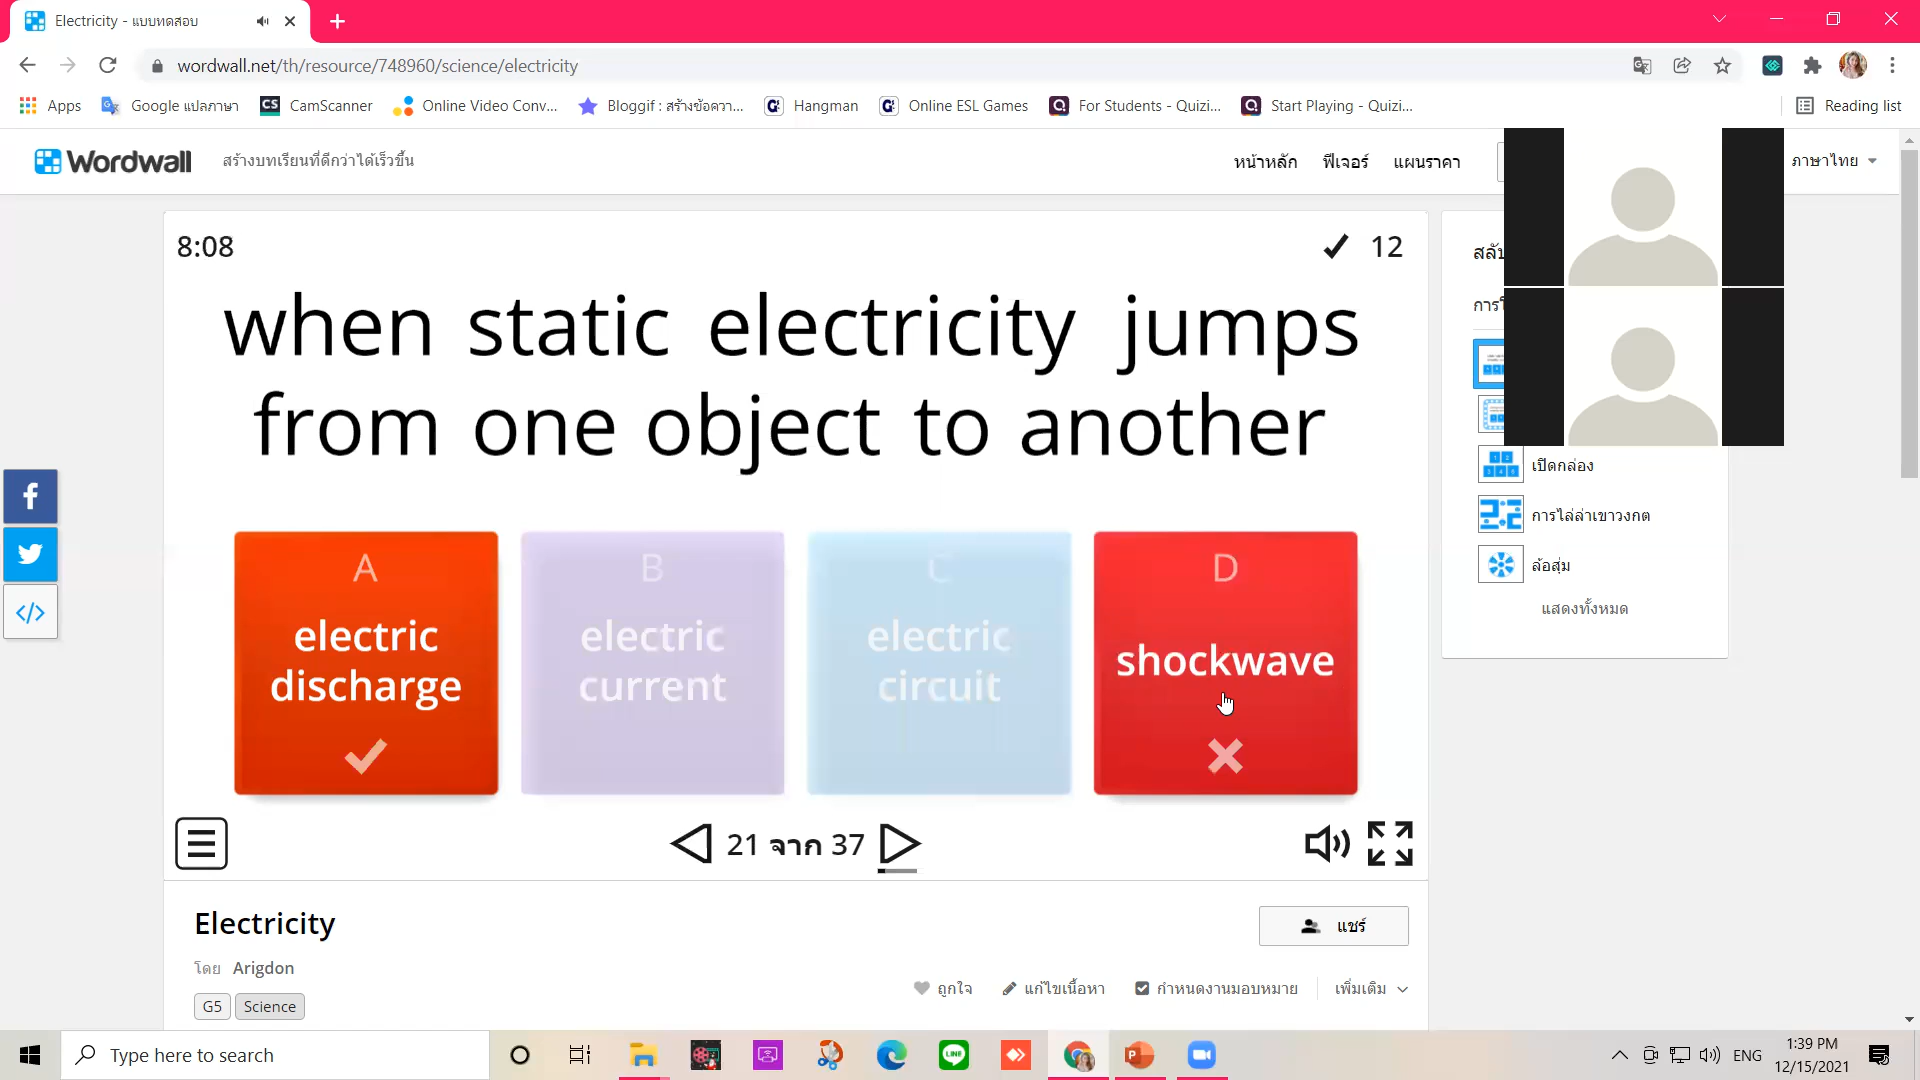 Electricity - แบบทดสอบ
wordwall.net/th/resource/748960/science/electricity
Apps
Google แปลภาษา
CS CamScanner
Online Video Conv...
Bloggif : สร้างข้อควา...
Hangman
Online ESL Games
For Students - Quizi...
Start Playing - Quizi...
Reading list
Wordwall
สร้างบทเรียนที่ดีกว่าได้เร็วขึ้น
หน้าหลัก
ฟีเจอร์
แผนราคา
ภาษาไทย
8:08
12
when static electricity jumps
from one object to another
A
electric
discharge
B
electric
current
C
electric
circuit
D
shockwave
21 จาก 37
เปิดกล่อง
การไล่ล่าเขาวงกต
ล้อสุ่ม
แสดงทั้งหมด
Electricity
แชร์
โดย Arigdon
G5
Science
ถูกใจ
แก้ไขเนื้อหา
กำหนดงานมอบหมาย
เพิ่มเติม
Type here to search
LINE
ENG
1:39 PM
12/15/2021